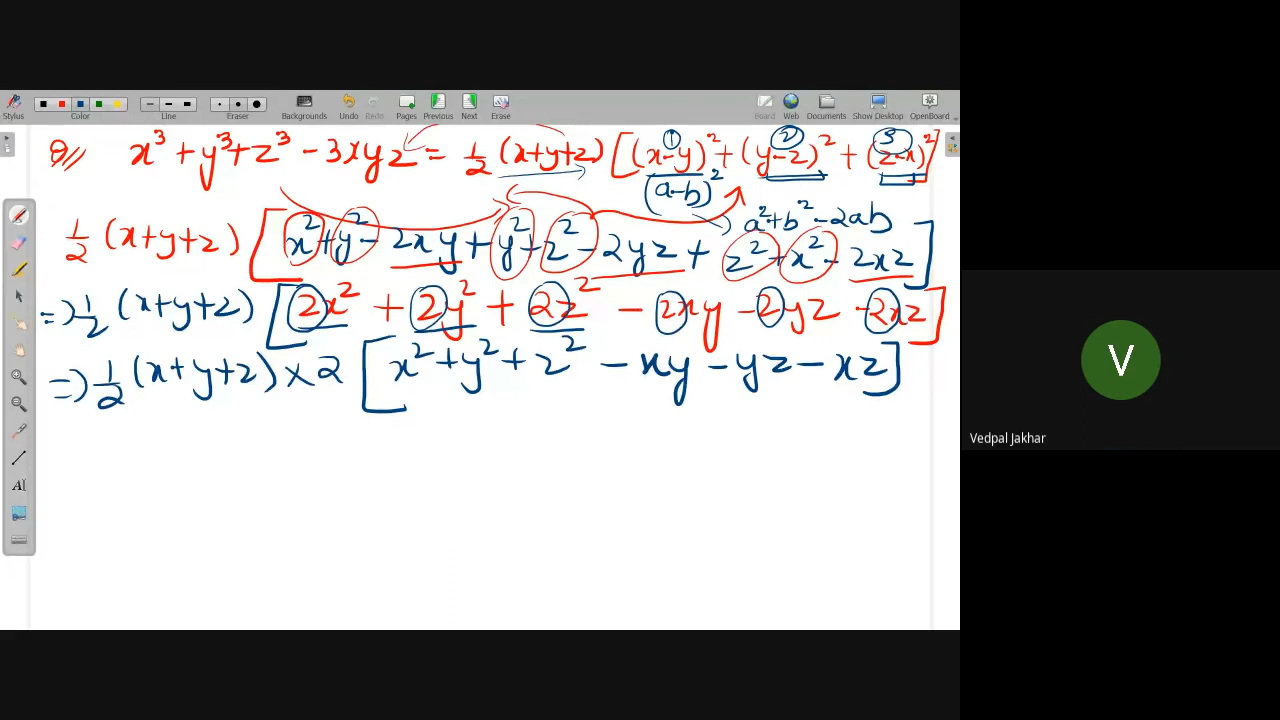 Stylus Color Line Eraser Backgrounds Undo Redo Pages Previous Next Erase Board Web Documents Show Desktop OpenBoard
Q// x³ + y³ + z³ - 3xyz = 1/2 (x+y+z) [(x-y)² + (y-z)² + (z-x)²]
① ② ③
(a-b)²
a² + b² - 2ab
1/2 (x+y+z) [x² + y² - 2xy + y² + z² - 2yz + z² + x² - 2xz]
=> 1/2 (x+y+z) [2x² + 2y² + 2z² - 2xy - 2yz - 2xz]
=> 1/2 (x+y+z) × 2 [x² + y² + z² - xy - yz - xz]
V
Vedpal Jakhar